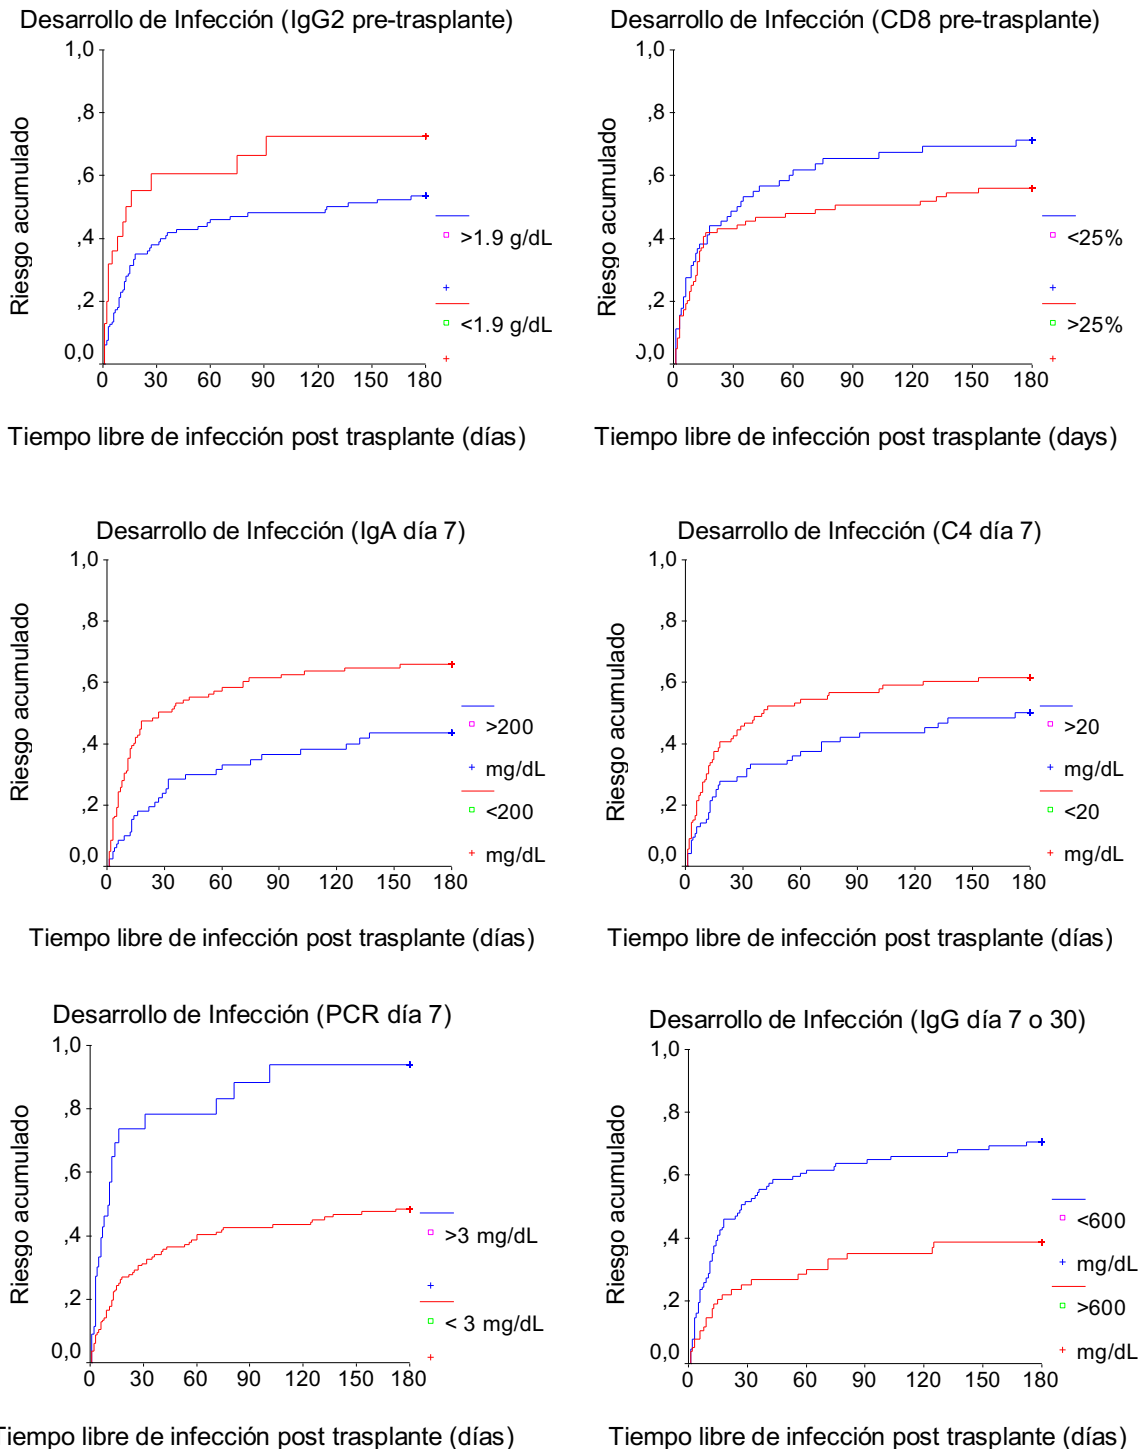 Desarrollo de Infección (IgG2 pre-trasplante)
Riesgo acumulado
1,0
,8
,6
,4
,2
0,0
0 30 60 90 120 150 180
>1.9 g/dL
<1.9 g/dL
Tiempo libre de infección post trasplante (días)
Desarrollo de Infección (CD8 pre-trasplante)
Riesgo acumulado
1,0
,8
,6
,4
,2
0,0
0 30 60 90 120 150 180
<25%
>25%
Tiempo libre de infección post trasplante (days)
Desarrollo de Infección (IgA día 7)
Riesgo acumulado
1,0
,8
,6
,4
,2
0,0
0 30 60 90 120 150 180
>200
mg/dL
<200
mg/dL
Tiempo libre de infección post trasplante (días)
Desarrollo de Infección (C4 día 7)
Riesgo acumulado
1,0
,8
,6
,4
,2
0,0
0 30 60 90 120 150 180
>20
mg/dL
<20
mg/dL
Tiempo libre de infección post trasplante (días)
Desarrollo de Infección (PCR día 7)
Riesgo acumulado
1,0
,8
,6
,4
,2
0,0
0 30 60 90 120 150 180
>3 mg/dL
< 3 mg/dL
Tiempo libre de infección post trasplante (días)
Desarrollo de Infección (IgG día 7 o 30)
Riesgo acumulado
1,0
,8
,6
,4
,2
0,0
0 30 60 90 120 150 180
<600
mg/dL
>600
mg/dL
Tiempo libre de infección post trasplante (días)